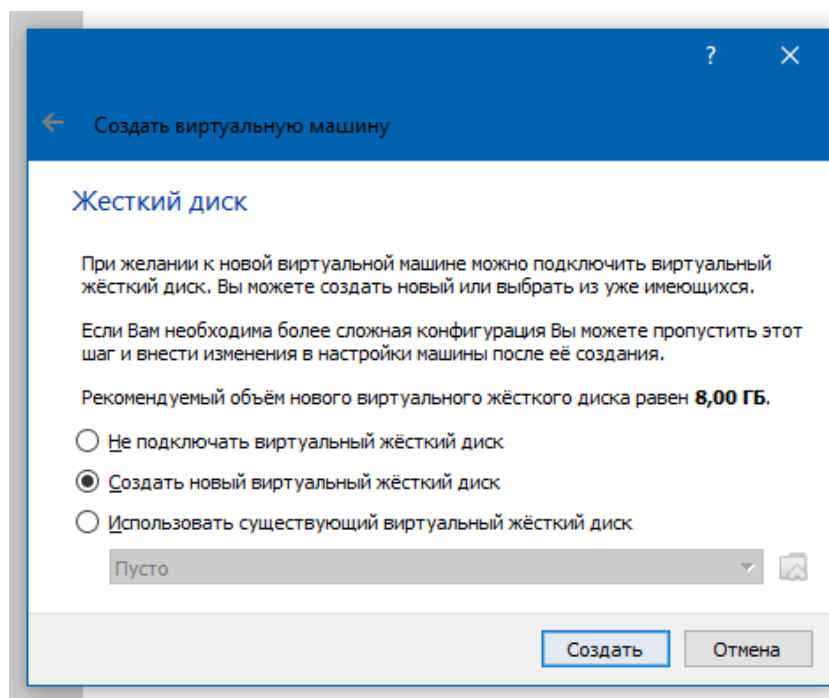 ?
Создать виртуальную машину
Жесткий диск
При желании к новой виртуальной машине можно подключить виртуальный
жёсткий диск. Вы можете создать новый или выбрать из уже имеющихся.
Если Вам необходима более сложная конфигурация Вы можете пропустить этот
шаг и внести изменения в настройки машины после её создания.
Рекомендуемый объём нового виртуального жёсткого диска равен 8,00 ГБ.
Не подключать виртуальный жёсткий диск
Создать новый виртуальный жёсткий диск
Использовать существующий виртуальный жёсткий диск
Пусто
Создать Отмена